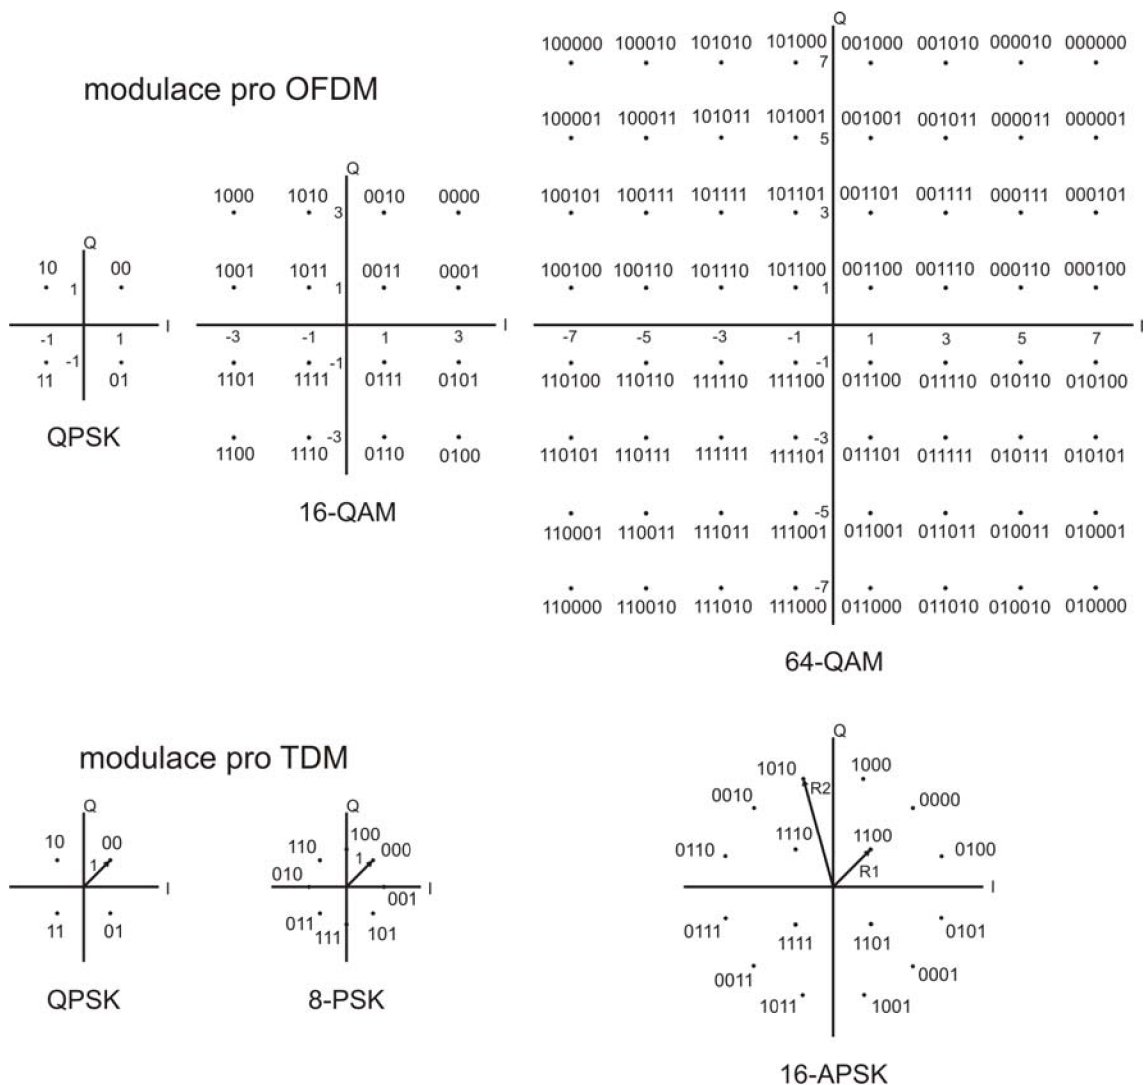 modulace pro OFDM
Q
10 00
1
I
-1 1
-1
11 01
QPSK
Q
1000 1010 0010 0000
3
1001 1011 0011 0001
1
I
-3 -1 1 3
-1
1101 1111 0111 0101
-3
1100 1110 0110 0100
16-QAM
Q
100000 100010 101010 101000 001000 001010 000010 000000
7
100001 100011 101011 101001 001001 001011 000011 000001
5
100101 100111 101111 101101 001101 001111 000111 000101
3
100100 100110 101110 101100 001100 001110 000110 000100
1
I
-7 -5 -3 -1 1 3 5 7
-1
110100 110110 111110 111100 011100 011110 010110 010100
-3
110101 110111 111111 111101 011101 011111 010111 010101
-5
110001 110011 111011 111001 011001 011011 010011 010001
-7
110000 110010 111010 111000 011000 011010 010010 010000
64-QAM
modulace pro TDM
Q
10 00
1
I
11 01
QPSK
Q
100
110 1 000
010 I
001
011 101
111
8-PSK
Q
1010 1000
R2
0010 0000
1110 1100
0110 0100
R1
I
0111 0101
1111 1101
0011 0001
1011 1001
16-APSK